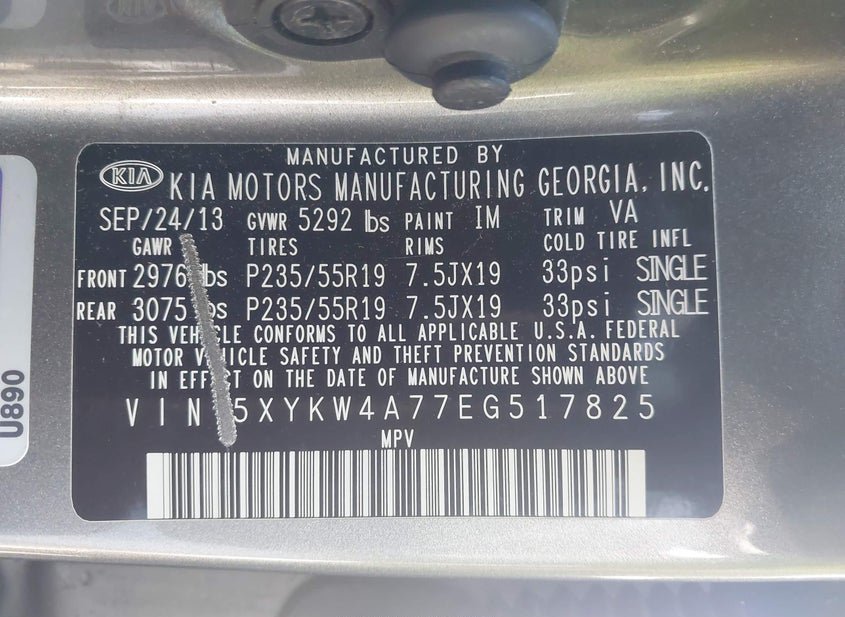 MANUFACTURED BY
KIA KIA MOTORS MANUFACTURING GEORGIA, INC.
SEP/24/13 GVWR 5292 lbs PAINT IM TRIM VA
GAWR TIRES RIMS COLD TIRE INFL
FRONT 2976 lbs P235/55R19 7.5JX19 33psi SINGLE
REAR 3075 lbs P235/55R19 7.5JX19 33psi SINGLE
THIS VEHICLE CONFORMS TO ALL APPLICABLE U.S.A. FEDERAL
MOTOR VEHICLE SAFETY AND THEFT PREVENTION STANDARDS
IN EFFECT ON THE DATE OF MANUFACTURE SHOWN ABOVE
VIN 5XYKW4A77EG517825
MPV
U890